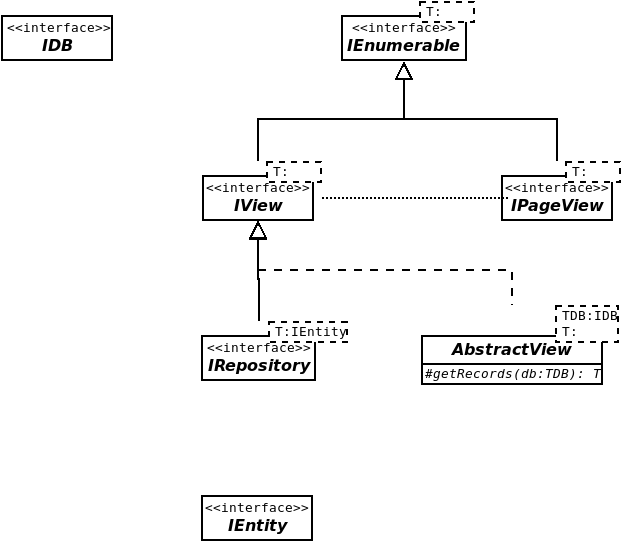 <<interface>>
IDB
T:
<<interface>>
IEnumerable
T:
<<interface>>
IView
T:
<<interface>>
IPageView
T:IEntity
<<interface>>
IRepository
TDB:IDB
T:
AbstractView
#getRecords(db:TDB): T
<<interface>>
IEntity